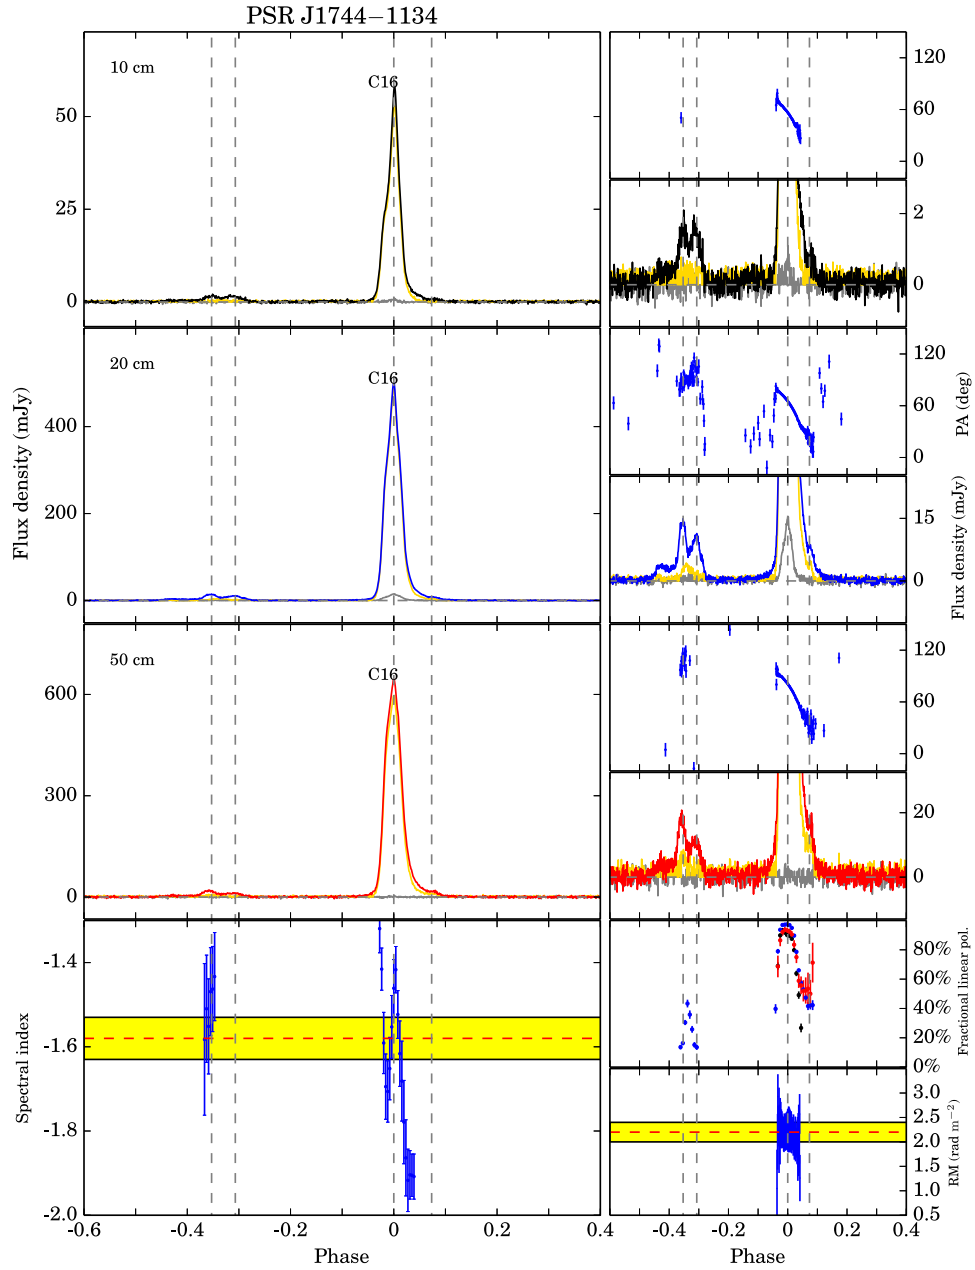 PSR J1744−1134
10 cm
C16
50
25
0
20 cm
C16
400
200
0
50 cm
C16
600
300
0
Flux density (mJy)
-1.4
-1.6
-1.8
-2.0
Spectral index
-0.6 -0.4 -0.2 0 0.2 0.4
Phase
120
60
0
2
0
120
60
0
PA (deg)
15
0
Flux density (mJy)
120
60
0
20
0
80%
60%
40%
20%
0%
Fractional linear pol.
3.0
2.5
2.0
1.5
1.0
0.5
RM (rad m−2)
-0.4 -0.2 0 0.2 0.4
Phase